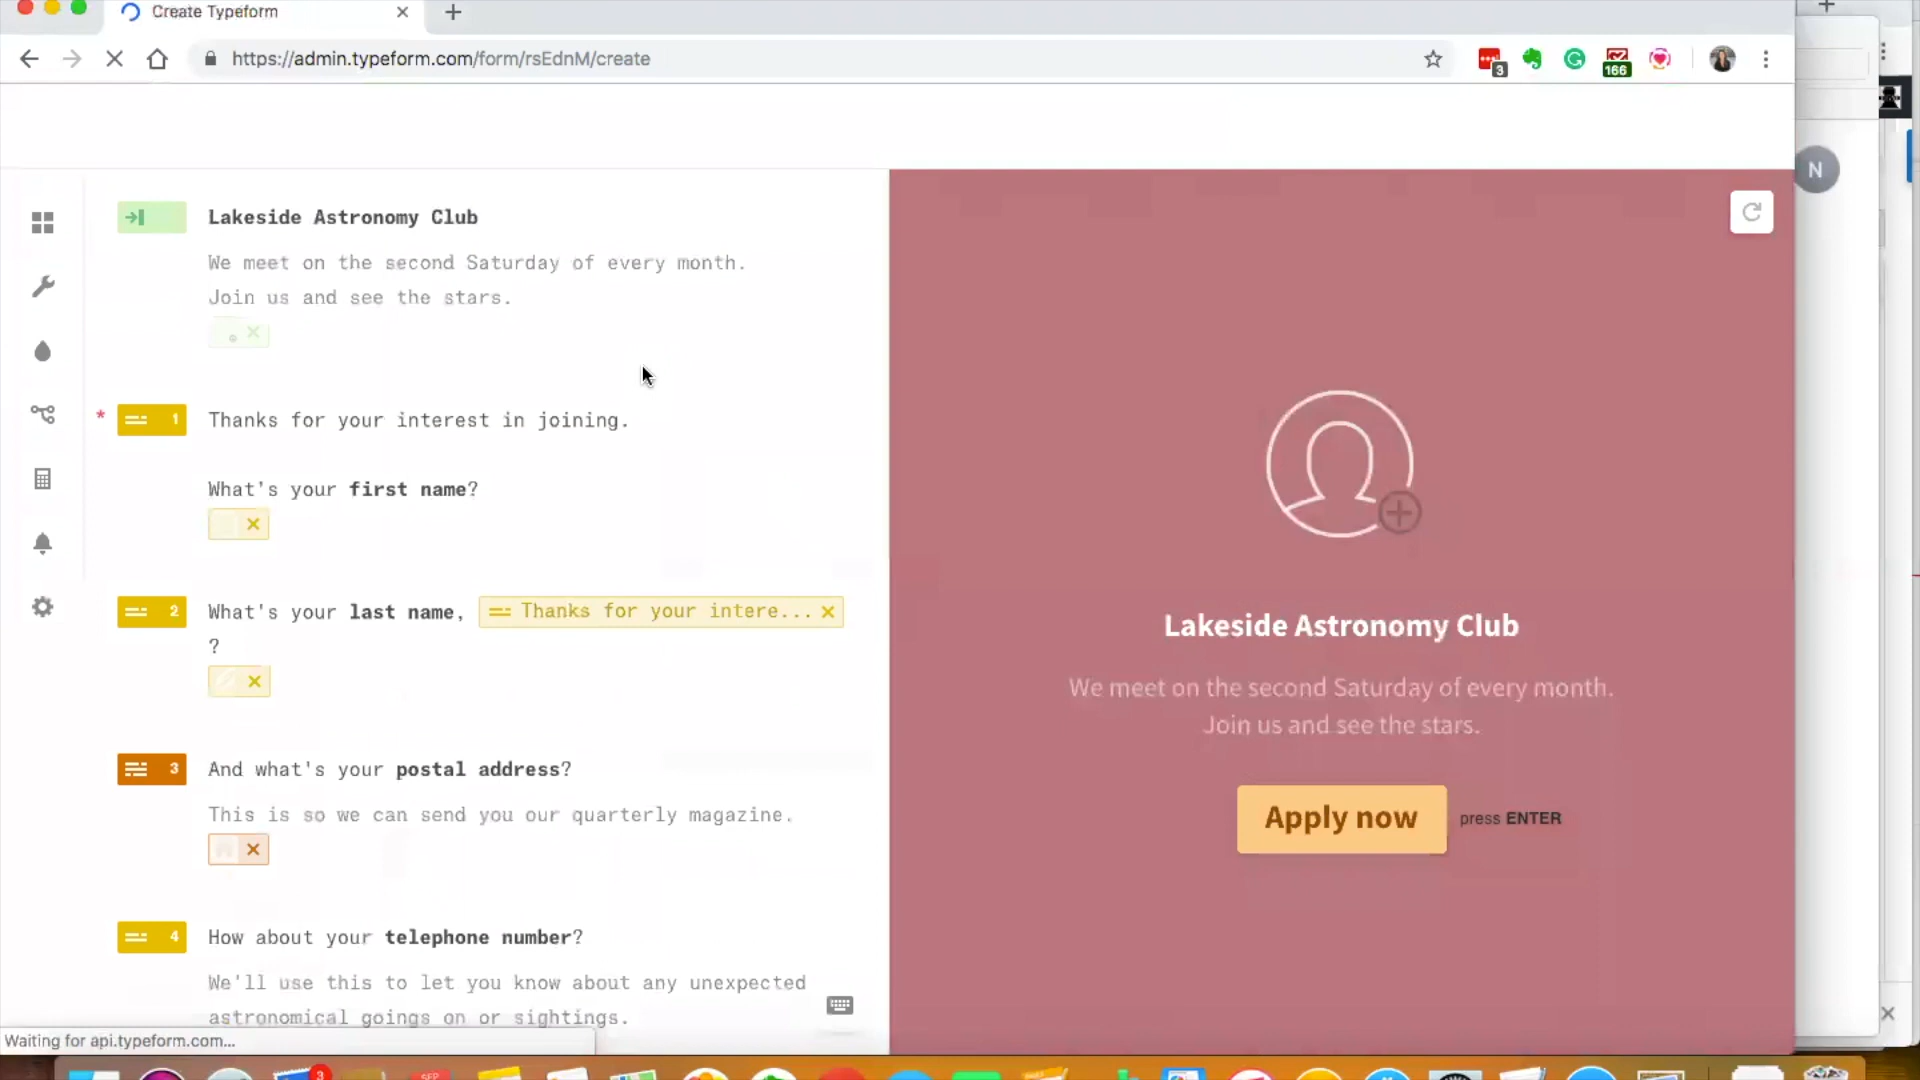 Create Typeform
https://admin.typeform.com/form/rsEdnM/create
3
166
N
Lakeside Astronomy Club
We meet on the second Saturday of every month.
Join us and see the stars.
* 1 Thanks for your interest in joining.
What's your first name?
2 What's your last name, Thanks for your intere...
?
3 And what's your postal address?
This is so we can send you our quarterly magazine.
4 How about your telephone number?
We'll use this to let you know about any unexpected
astronomical goings on or sightings.
Lakeside Astronomy Club
We meet on the second Saturday of every month.
Join us and see the stars.
Apply now press ENTER
Waiting for api.typeform.com...
3
SEP